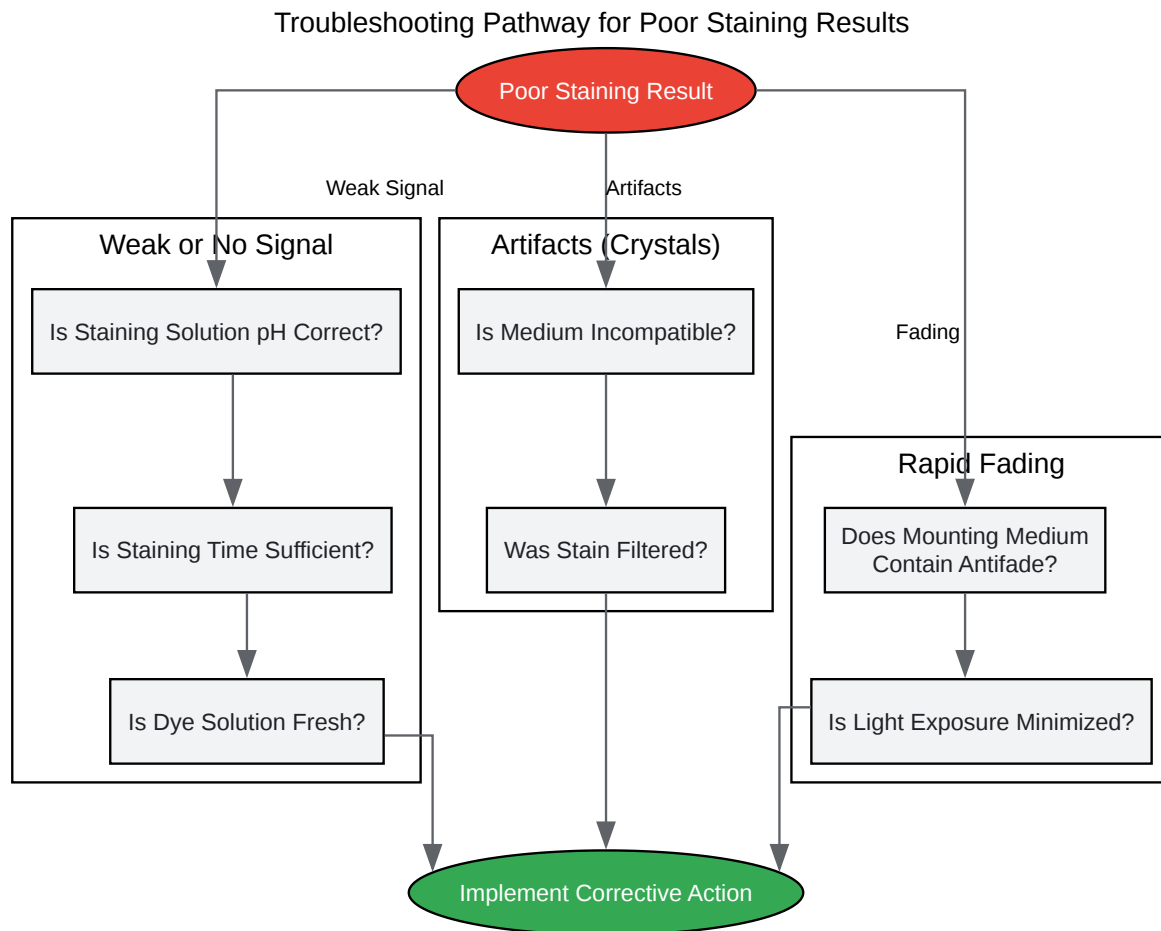 Troubleshooting Pathway for Poor Staining Results
Poor Staining Result
Weak Signal
Artifacts
Fading
Weak or No Signal
Is Staining Solution pH Correct?
Is Staining Time Sufficient?
Is Dye Solution Fresh?
Artifacts (Crystals)
Is Medium Incompatible?
Was Stain Filtered?
Rapid Fading
Does Mounting Medium
Contain Antifade?
Is Light Exposure Minimized?
Implement Corrective Action